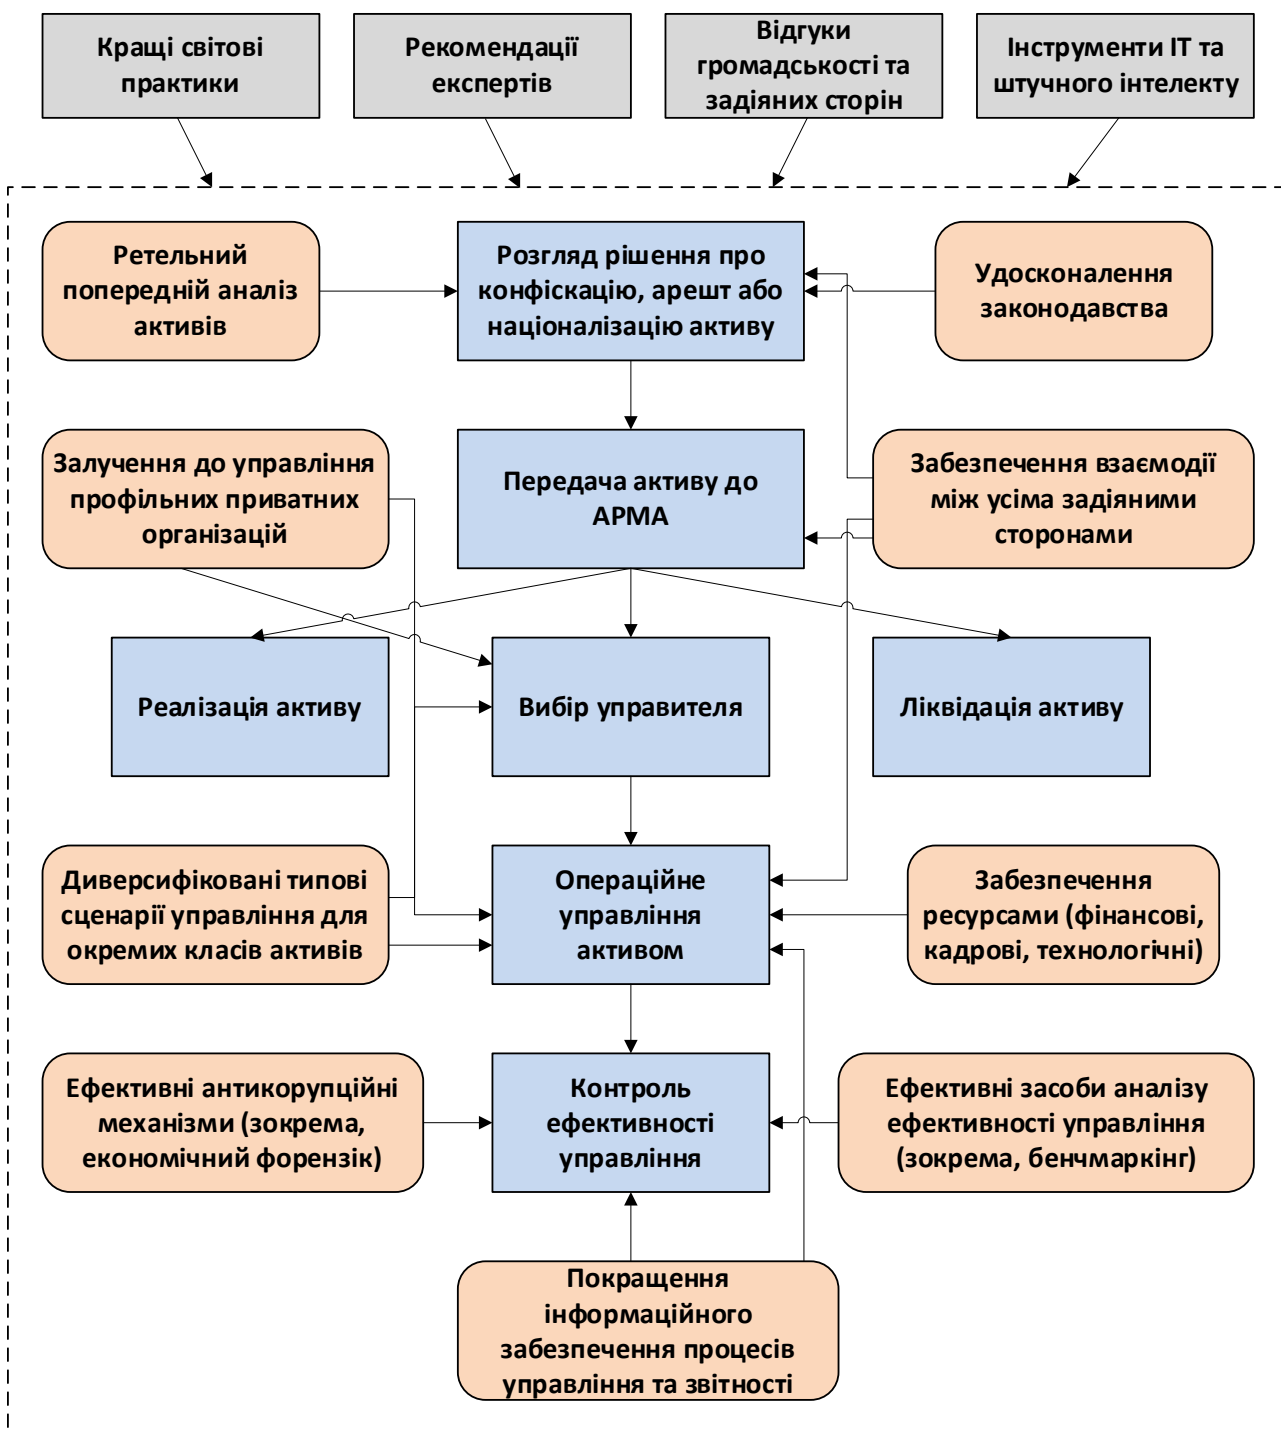 Кращі світові
практики
Рекомендації
експертів
Відгуки
громадськості та
задіяних сторін
Інструменти ІТ та
штучного інтелекту
Ретельний
попередній аналіз
активів
Розгляд рішення про
конфіскацію, арешт або
націоналізацію активу
Удосконалення
законодавства
Залучення до управління
профільних приватних
організацій
Передача активу до
АРМА
Забезпечення взаємодії
між усіма задіяними
сторонами
Реалізація активу
Вибір управителя
Ліквідація активу
Диверсифіковані типові
сценарії управління для
окремих класів активів
Операційне
управління
активом
Забезпечення
ресурсами (фінансові,
кадрові, технологічні)
Ефективні антикорупційні
механізми (зокрема,
економічний форензік)
Контроль
ефективності
управління
Ефективні засоби аналізу
ефективності управління
(зокрема, бенчмаркінг)
Покращення
інформаційного
забезпечення процесів
управління та звітності